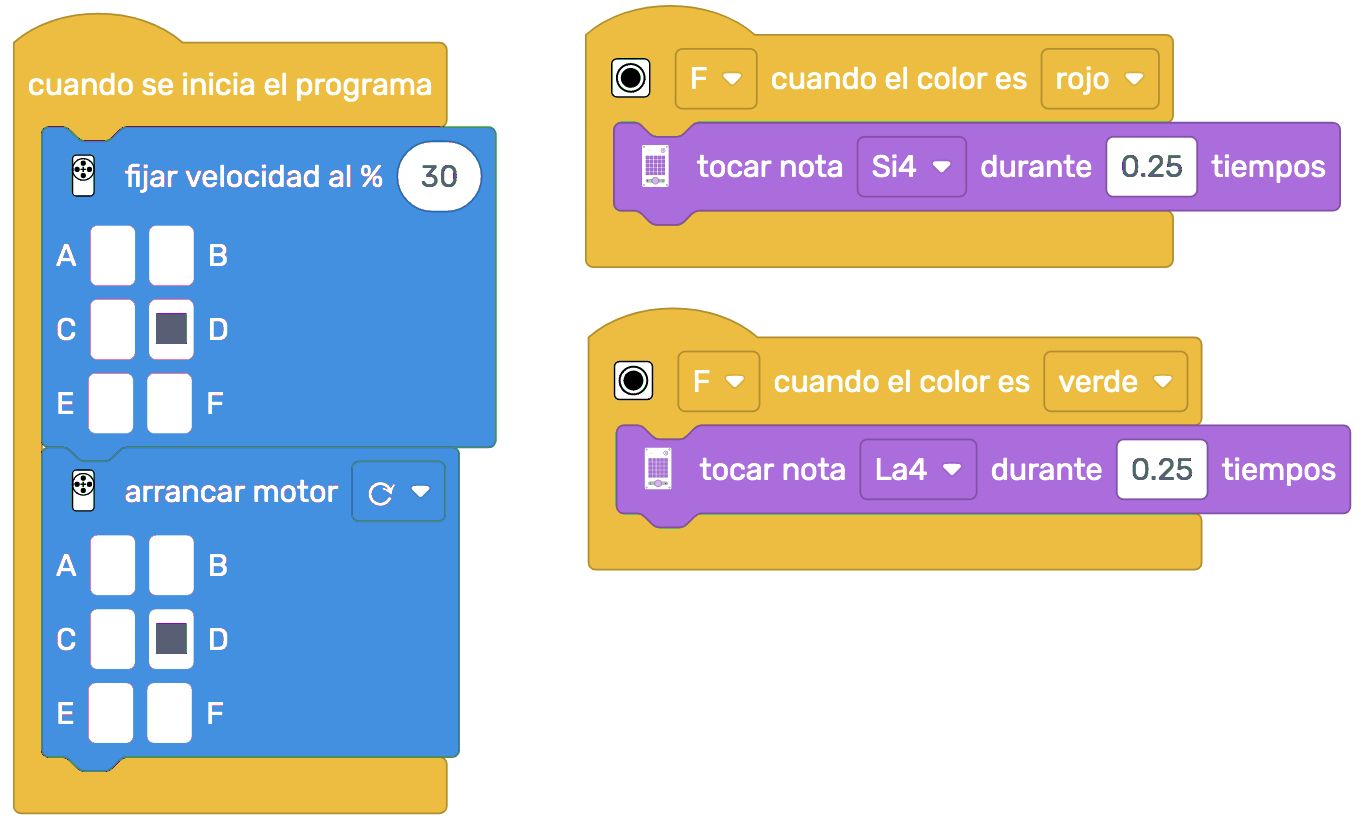 cuando se inicia el programa
fijar velocidad al % 30
A B
C D
E F
arrancar motor
A B
C D
E F
F cuando el color es rojo
tocar nota Si4 durante 0.25 tiempos
F cuando el color es verde
tocar nota La4 durante 0.25 tiempos